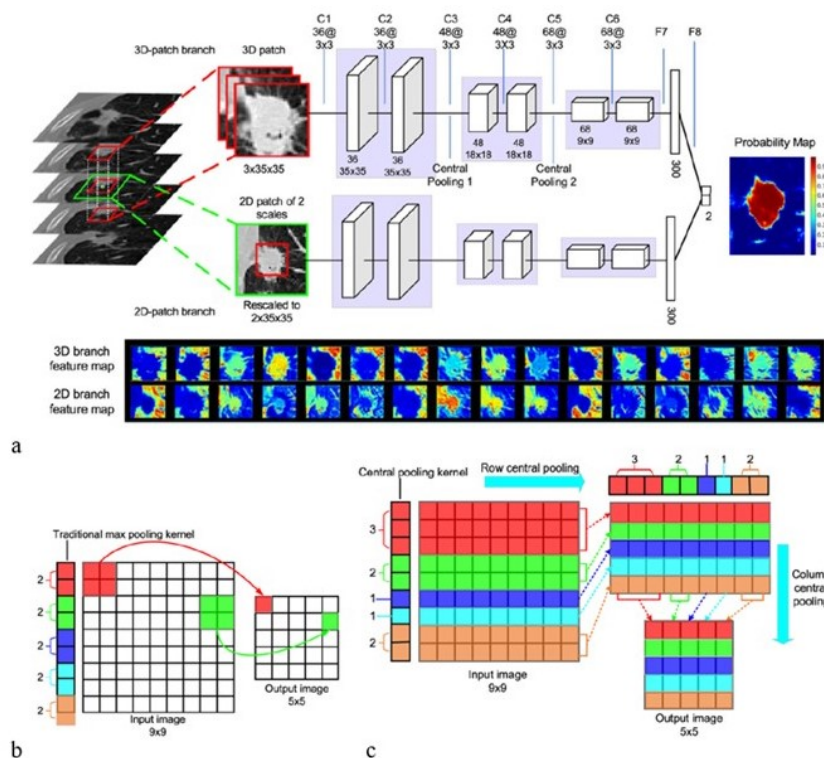 3D-patch branch
3D patch
C1 C2 C3 C4 C5 C6 F7 F8
36@ 36@ 48@ 48@ 68@ 68@
3x3 3x3 3x3 3X3 3x3 3x3
36 36 48 48 68 68
35x35 35x35 18x18 18x18 9x9 9x9
3x35x35
Central
Pooling 1
Central
Pooling 2
300
2
Probability Map
2D patch of 2
scales
2D-patch branch
Rescaled to
2x35x35
300
3D branch
feature map
2D branch
feature map
a
Traditional max pooling kernel
2
2
2
2
2
Input image
9x9
Output image
5x5
b
Central pooling kernel
Row central pooling
3 2 1 1 2
3
2
1
1
2
Input image
9x9
Colum
central
pooling
Output image
5x5
c